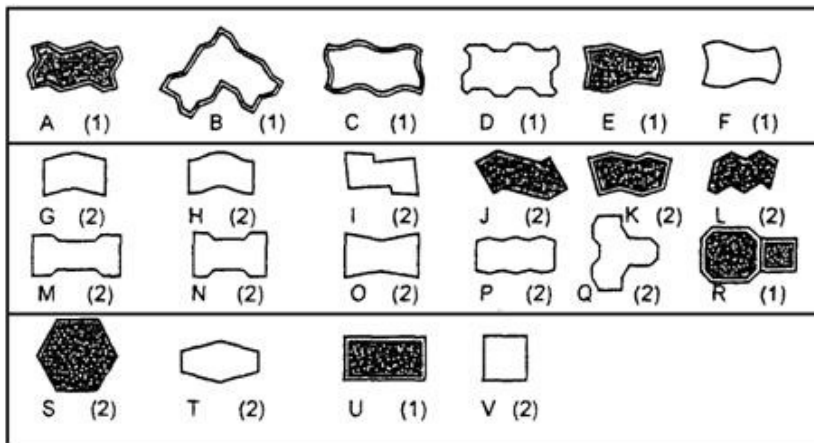 A (1) B (1) C (1) D (1) E (1) F (1)
G (2) H (2) I (2) J (2) K (2) L (2)
M (2) N (2) O (2) P (2) Q (2) R (1)
S (2) T (2) U (1) V (2)